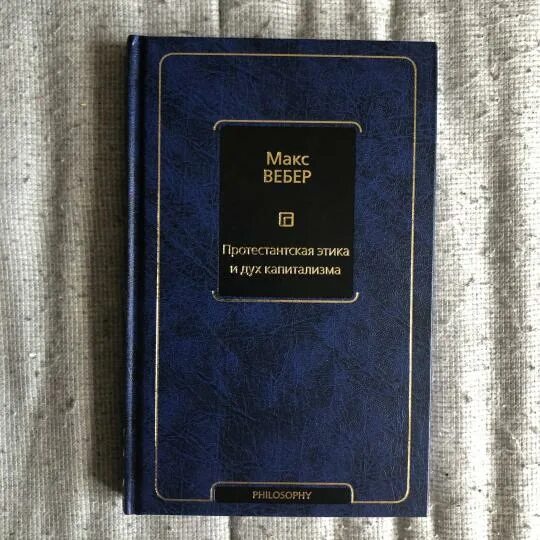 Макс
ВЕБЕР
Протестантская этика
и дух капитализма
PHILOSOPHY